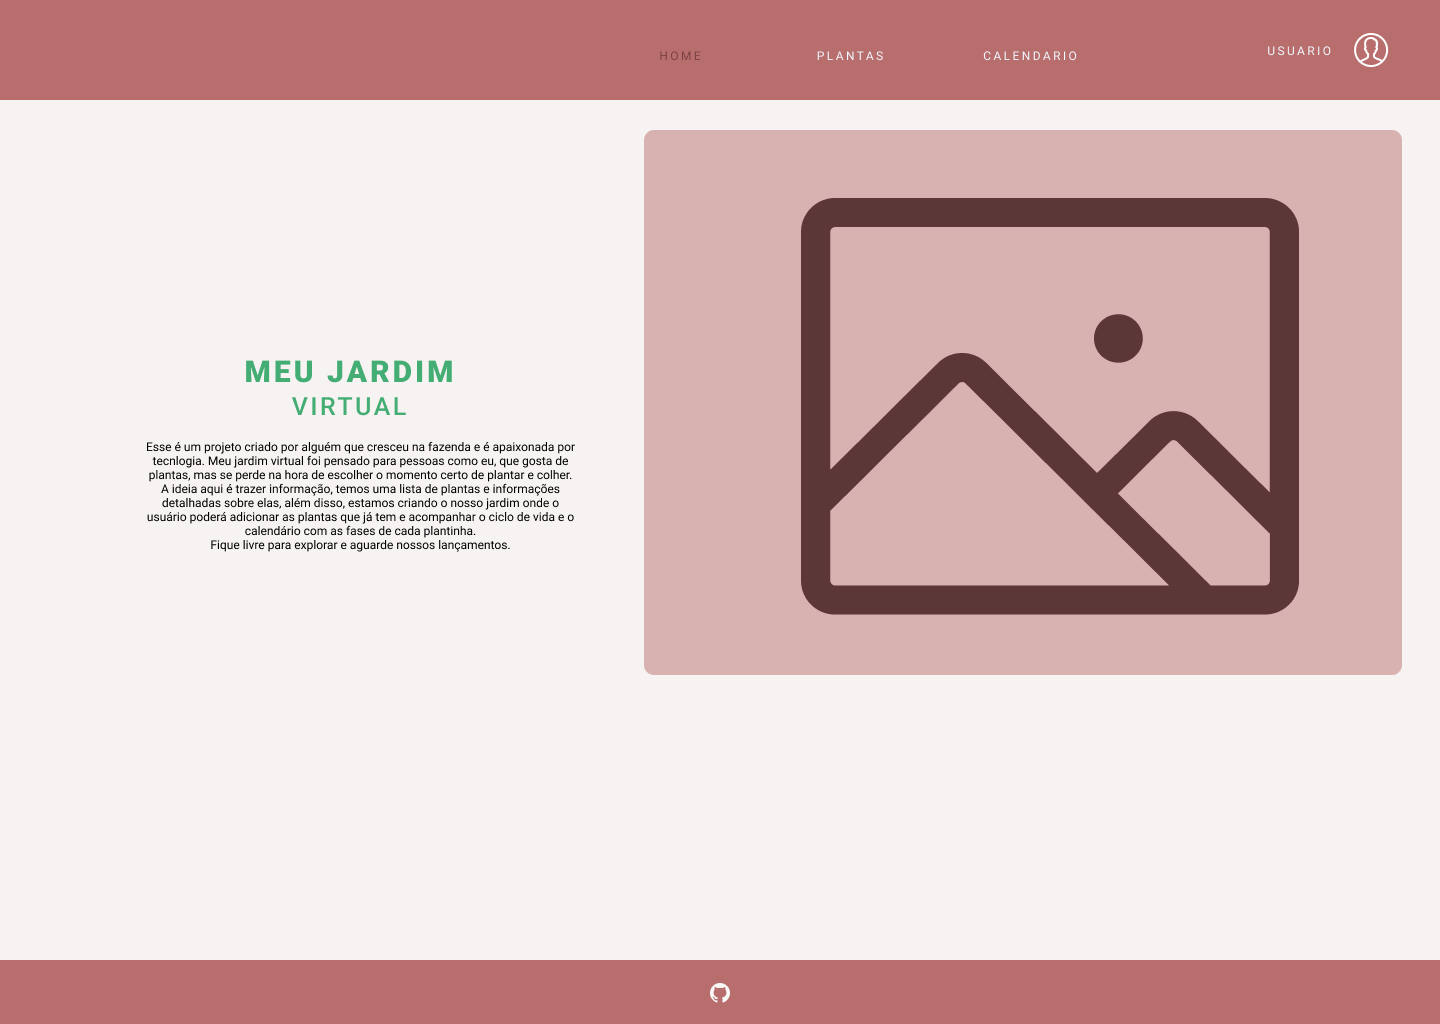 HOME
PLANTAS
CALENDARIO
USUARIO
MEU JARDIM
VIRTUAL
Esse é um projeto criado por alguém que cresceu na fazenda e é apaixonada por
tecnlogia. Meu jardim virtual foi pensado para pessoas como eu, que gosta de
plantas, mas se perde na hora de escolher o momento certo de plantar e colher.
A ideia aqui é trazer informação, temos uma lista de plantas e informações
detalhadas sobre elas, além disso, estamos criando o nosso jardim onde o
usuário poderá adicionar as plantas que já tem e acompanhar o ciclo de vida e o
calendário com as fases de cada plantinha.
Fique livre para explorar e aguarde nossos lançamentos.